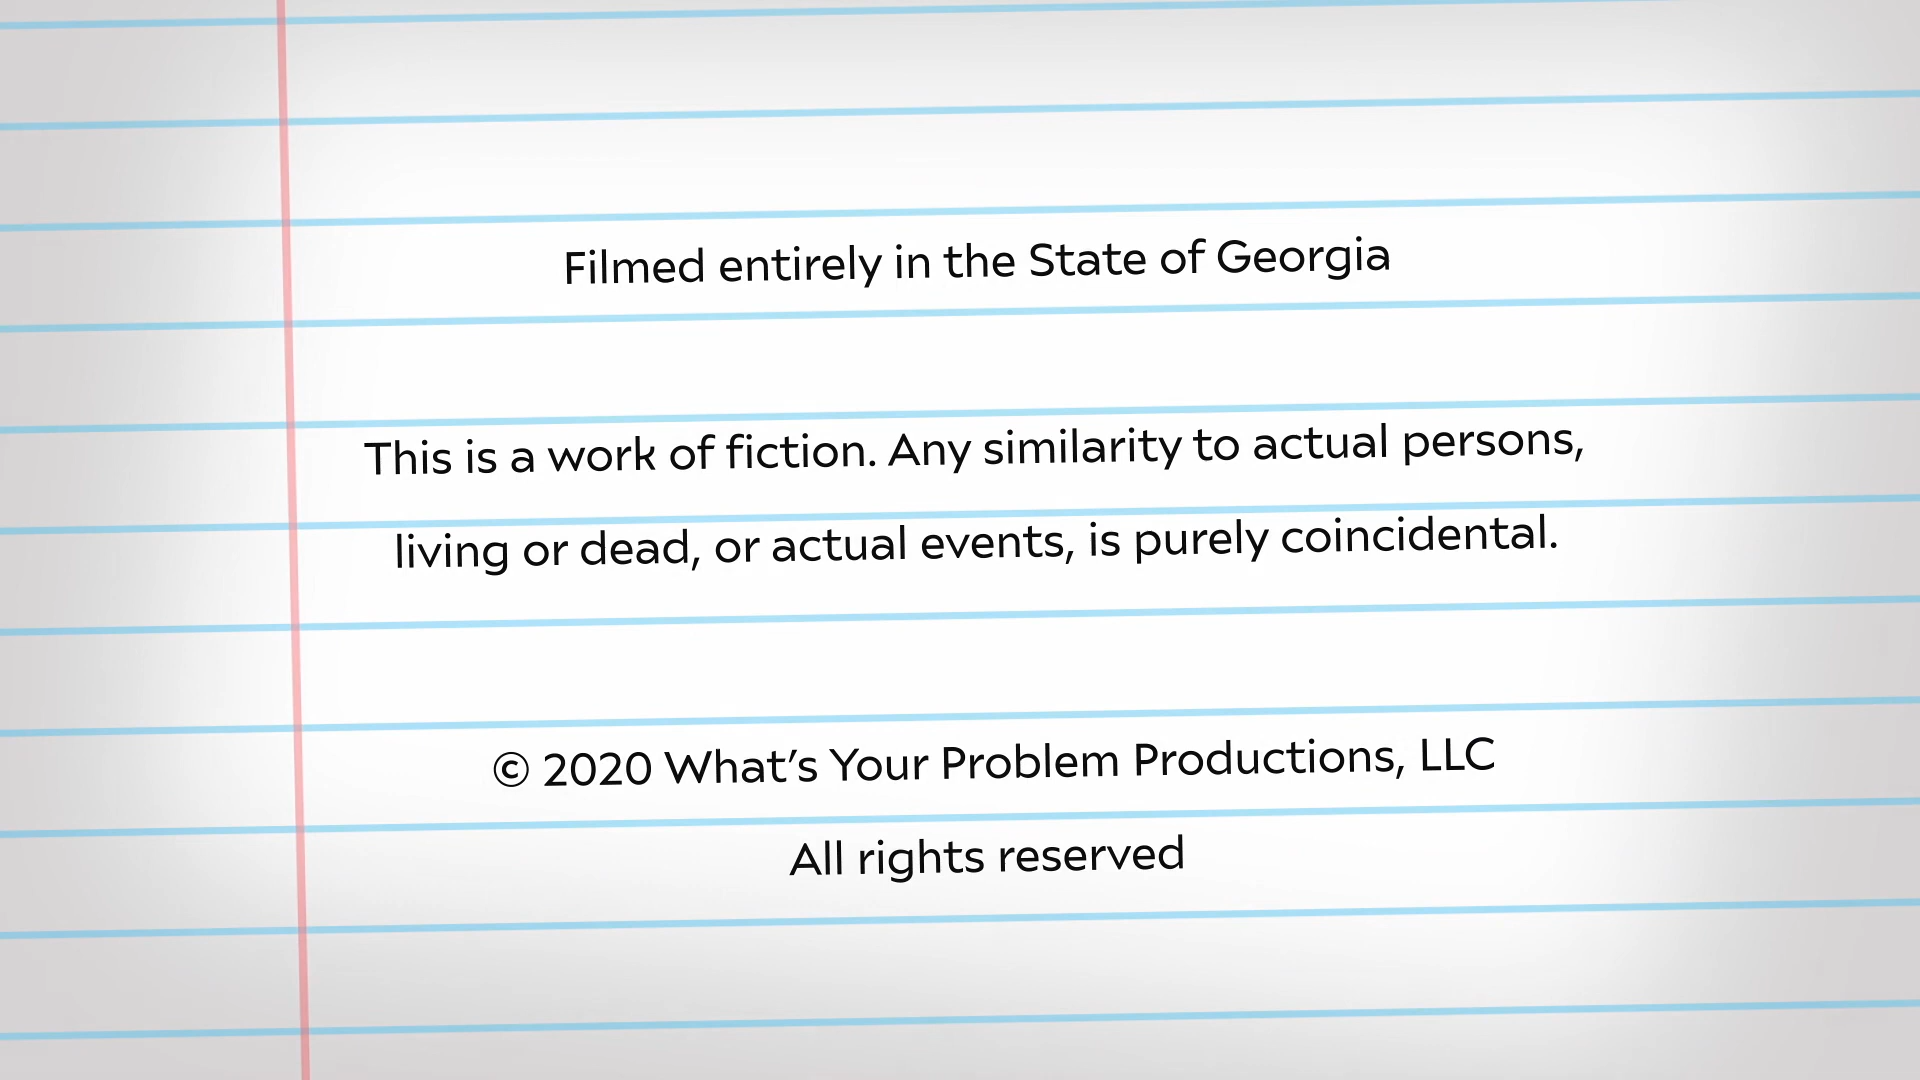 Filmed entirely in the State of Georgia
This is a work of fiction. Any similarity to actual persons,
living or dead, or actual events, is purely coincidental.
© 2020 What’s Your Problem Productions, LLC
All rights reserved